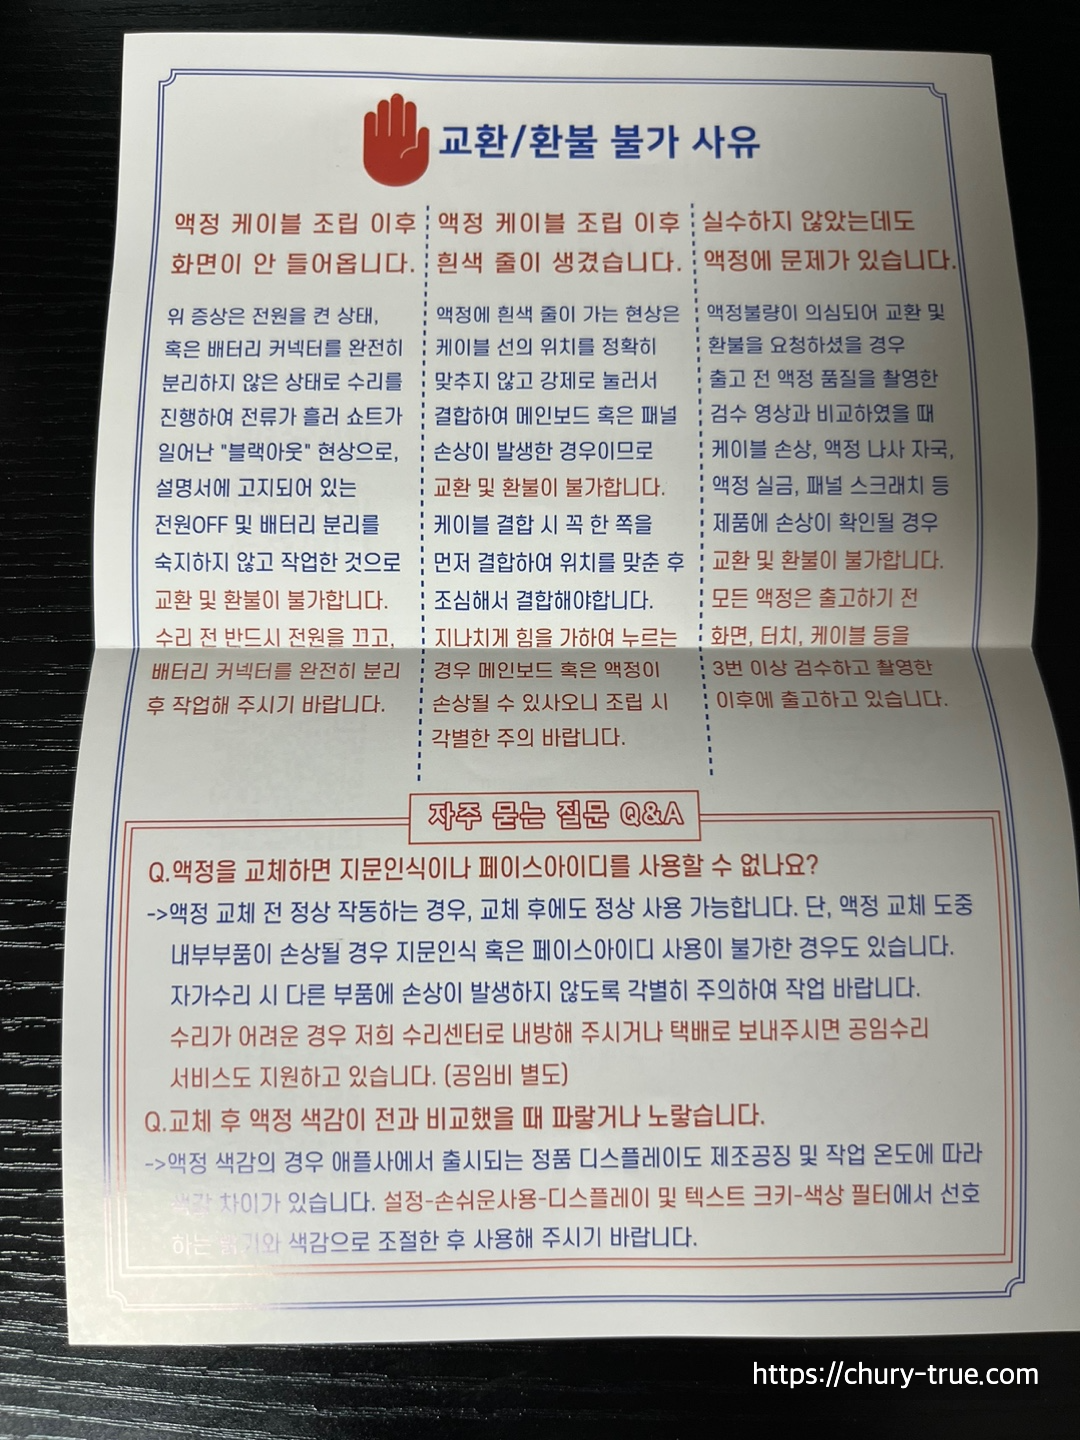 교환/환불 불가 사유
액정 케이블 조립 이후
화면이 안 들어옵니다.
위 증상은 전원을 켠 상태,
혹은 배터리 커넥터를 완전히
분리하지 않은 상태로 수리를
진행하여 전류가 흘러 쇼트가
일어난 "블랙아웃" 현상으로,
설명서에 고지되어 있는
전원OFF 및 배터리 분리를
숙지하지 않고 작업한 것으로
교환 및 환불이 불가합니다.
수리 전 반드시 전원을 끄고,
배터리 커넥터를 완전히 분리
후 작업해 주시기 바랍니다.
액정 케이블 조립 이후
흰색 줄이 생겼습니다.
액정에 흰색 줄이 가는 현상은
케이블 선의 위치를 정확히
맞추지 않고 강제로 눌러서
결합하여 메인보드 혹은 패널
손상이 발생한 경우이므로
교환 및 환불이 불가합니다.
케이블 결합 시 꼭 한 쪽을
먼저 결합하여 위치를 맞춘 후
조심해서 결합해야합니다.
지나치게 힘을 가하여 누르는
경우 메인보드 혹은 액정이
손상될 수 있사오니 조립 시
각별한 주의 바랍니다.
실수하지 않았는데도
액정에 문제가 있습니다.
액정불량이 의심되어 교환 및
환불을 요청하셨을 경우
출고 전 액정 품질을 촬영한
검수 영상과 비교하였을 때
케이블 손상, 액정 나사 자국,
액정 실금, 패널 스크래치 등
제품에 손상이 확인될 경우
교환 및 환불이 불가합니다.
모든 액정은 출고하기 전
화면, 터치, 케이블 등을
3번 이상 검수하고 촬영한
이후에 출고하고 있습니다.
자주 묻는 질문 Q&A
Q.액정을 교체하면 지문인식이나 페이스아이디를 사용할 수 없나요?
->액정 교체 전 정상 작동하는 경우, 교체 후에도 정상 사용 가능합니다. 단, 액정 교체 도중
내부부품이 손상될 경우 지문인식 혹은 페이스아이디 사용이 불가한 경우도 있습니다.
자가수리 시 다른 부품에 손상이 발생하지 않도록 각별히 주의하여 작업 바랍니다.
수리가 어려운 경우 저희 수리센터로 내방해 주시거나 택배로 보내주시면 공임수리
서비스도 지원하고 있습니다. (공임비 별도)
Q.교체 후 액정 색감이 전과 비교했을 때 파랗거나 노랗습니다.
->액정 색감의 경우 애플사에서 출시되는 정품 디스플레이도 제조공징 및 작업 온도에 따라
색감 차이가 있습니다. 설정-손쉬운사용-디스플레이 및 텍스트 크키-색상 필터에서 선호
하는 밝기와 색감으로 조절한 후 사용해 주시기 바랍니다.
https://chury-true.com